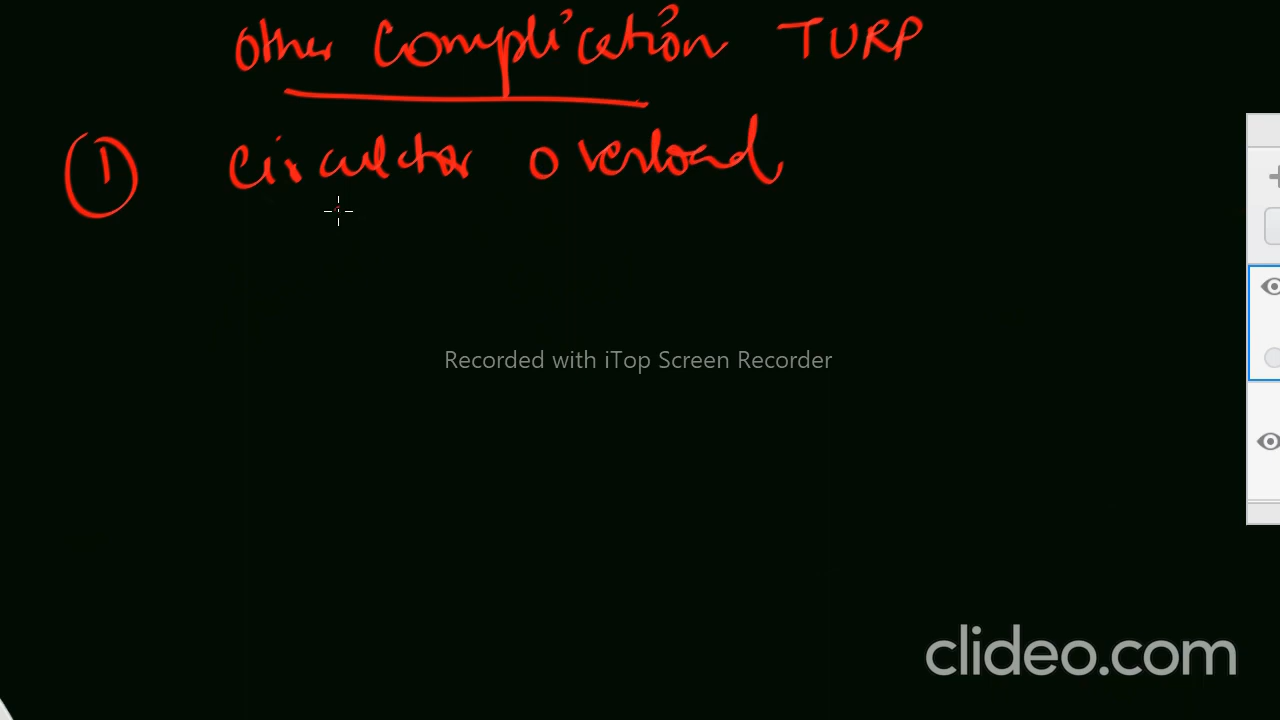 Other Complication TURP
① Circulator overload
Recorded with iTop Screen Recorder
clideo.com